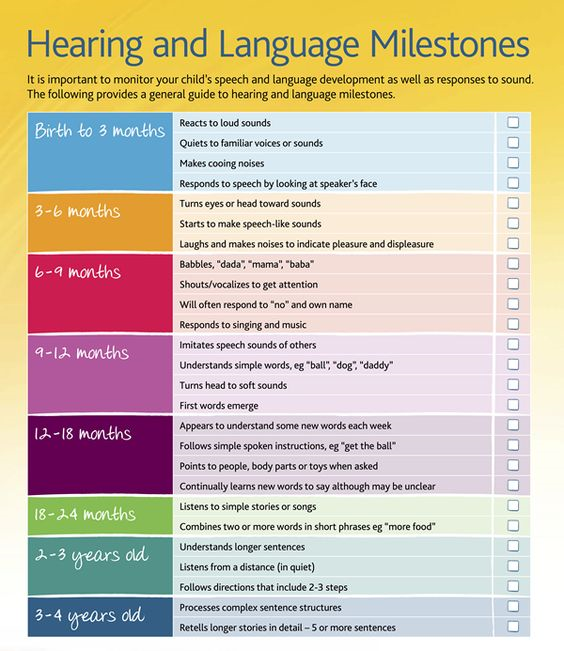 Hearing and Language Milestones
It is important to monitor your child's speech and language development as well as responses to sound.
The following provides a general guide to hearing and language milestones.
Birth to 3 months
Reacts to loud sounds
Quiets to familiar voices or sounds
Makes cooing noises
Responds to speech by looking at speaker's face
3-6 months
Turns eyes or head toward sounds
Starts to make speech-like sounds
Laughs and makes noises to indicate pleasure and displeasure
6-9 months
Babbles, "dada", "mama", "baba"
Shouts/vocalizes to get attention
Will often respond to "no" and own name
Responds to singing and music
9-12 months
Imitates speech sounds of others
Understands simple words, eg "ball", "dog", "daddy"
Turns head to soft sounds
First words emerge
12-18 months
Appears to understand some new words each week
Follows simple spoken instructions, eg "get the ball"
Points to people, body parts or toys when asked
Continually learns new words to say although may be unclear
18-24 months
Listens to simple stories or songs
Combines two or more words in short phrases eg "more food"
2-3 years old
Understands longer sentences
Listens from a distance (in quiet)
Follows directions that include 2-3 steps
3-4 years old
Processes complex sentence structures
Retells longer stories in detail – 5 or more sentences